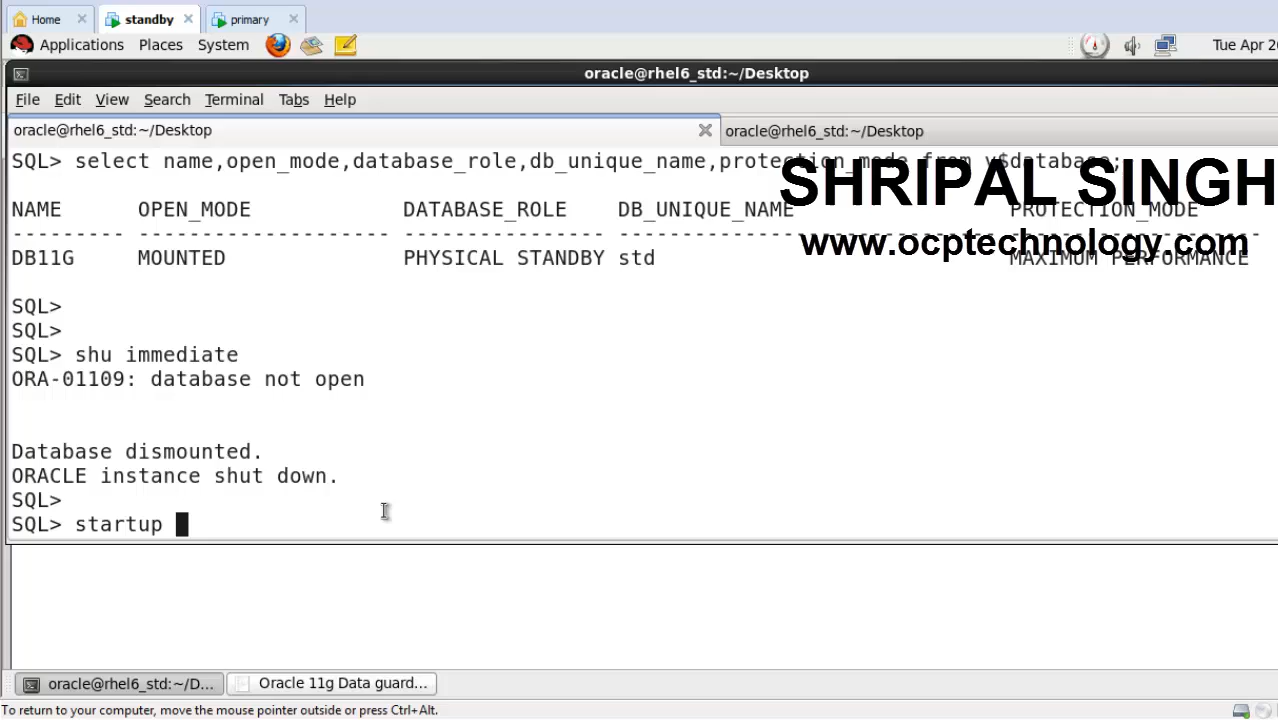 Home standby primary
Applications Places System Tue Apr 2
oracle@rhel6_std:~/Desktop
File Edit View Search Terminal Tabs Help
oracle@rhel6_std:~/Desktop oracle@rhel6_std:~/Desktop
SQL> select name,open_mode,database_role,db_unique_name,protection_mode from v$database;
SHRIPAL SINGH
NAME OPEN_MODE DATABASE_ROLE DB_UNIQUE_NAME PROTECTION_MODE
--------- -------------------- ---------------- ------------------------------ --------------------
www.ocptechnology.com
DB11G MOUNTED PHYSICAL STANDBY std MAXIMUM PERFORMANCE
SQL>
SQL>
SQL> shu immediate
ORA-01109: database not open
Database dismounted.
ORACLE instance shut down.
SQL>
SQL> startup
oracle@rhel6_std:~/D... Oracle 11g Data guard...
To return to your computer, move the mouse pointer outside or press Ctrl+Alt.